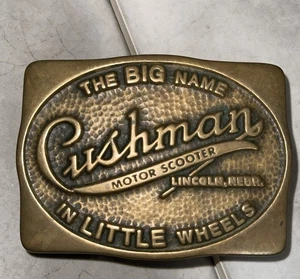 THE BIG NAME
Cushman
MOTOR SCOOTER
LINCOLN, NEBR.
IN LITTLE WHEELS